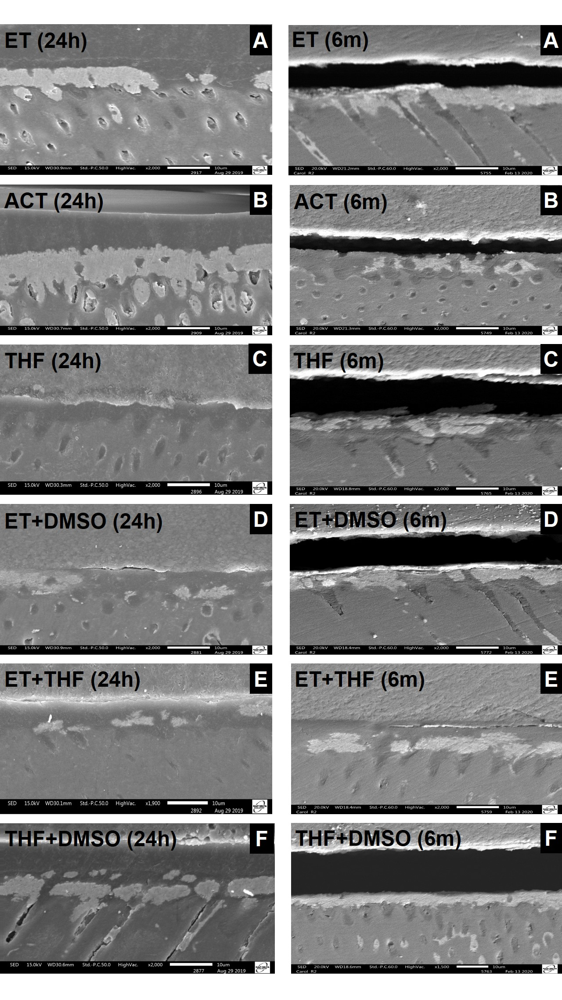 ET (24h) A
SED 15.0kV WD30.9mm Std.-P.C.50.0 HighVac. x2,000 10um
2917 Aug 29 2019
ET (6m) A
SED 20.0kV WD21.2mm Std.-P.C.60.0 HighVac. x2,000 10um
Carol R2 5755 Feb 13 2020
ACT (24h) B
SED 15.0kV WD30.7mm Std.-P.C.50.0 HighVac. x2,000 10um
2909 Aug 29 2019
ACT (6m) B
SED 20.0kV WD21.3mm Std.-P.C.60.0 HighVac. x2,000 10um
Carol R2 5749 Feb 13 2020
THF (24h) C
SED 15.0kV WD30.3mm Std.-P.C.50.0 HighVac. x2,000 10um
2896 Aug 29 2019
THF (6m) C
SED 20.0kV WD18.8mm Std.-P.C.60.0 HighVac. x2,000 10um
Carol R2 5765 Feb 13 2020
ET+DMSO (24h) D
SED 15.0kV WD30.9mm Std.-P.C.50.0 HighVac. x2,000 10um
2881 Aug 29 2019
ET+DMSO (6m) D
SED 20.0kV WD18.4mm Std.-P.C.60.0 HighVac. x2,000 10um
Carol R2 5772 Feb 13 2020
ET+THF (24h) E
SED 15.0kV WD30.1mm Std.-P.C.50.0 HighVac. x1,900 10um
2892 Aug 29 2019
ET+THF (6m) E
SED 20.0kV WD18.4mm Std.-P.C.60.0 HighVac. x2,000 10um
Carol R2 5759 Feb 13 2020
THF+DMSO (24h) F
SED 15.0kV WD30.6mm Std.-P.C.50.0 HighVac. x2,000 10um
2877 Aug 29 2019
THF+DMSO (6m) F
SED 20.0kV WD18.6mm Std.-P.C.60.0 HighVac. x1,500 10um
Carol R2 5763 Feb 13 2020